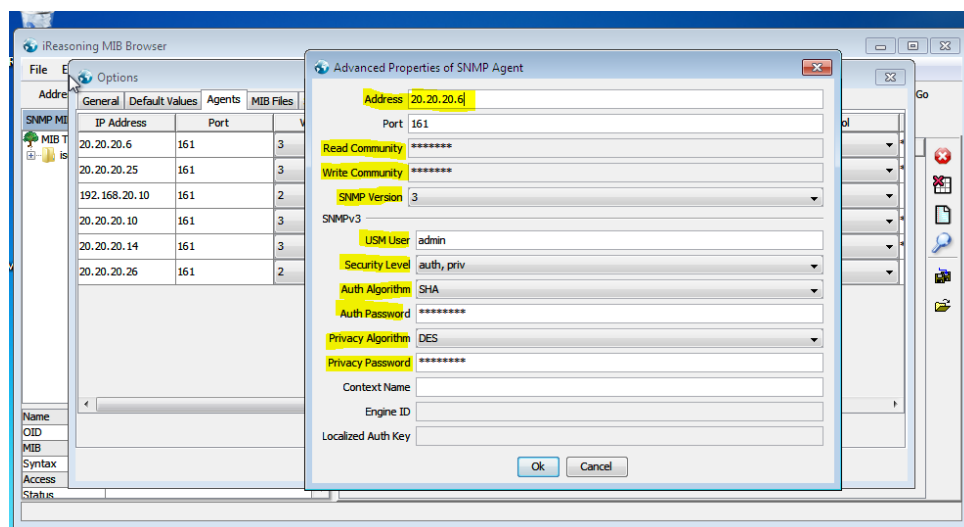 iReasoning MIB Browser
File E
Addre
Go
SNMP MI
MIB T
is
Options
General Default Values Agents MIB Files
IP Address Port V
20.20.20.6 161 3
20.20.20.25 161 3
192.168.20.10 161 2
20.20.20.10 161 3
20.20.20.14 161 3
20.20.20.26 161 2
ol
Advanced Properties of SNMP Agent
Address 20.20.20.6
Port 161
Read Community *******
Write Community *******
SNMP Version 3
SNMPv3
USM User admin
Security Level auth, priv
Auth Algorithm SHA
Auth Password ********
Privacy Algorithm DES
Privacy Password ********
Context Name
Engine ID
Localized Auth Key
Ok Cancel
Name
OID
MIB
Syntax
Access
Status